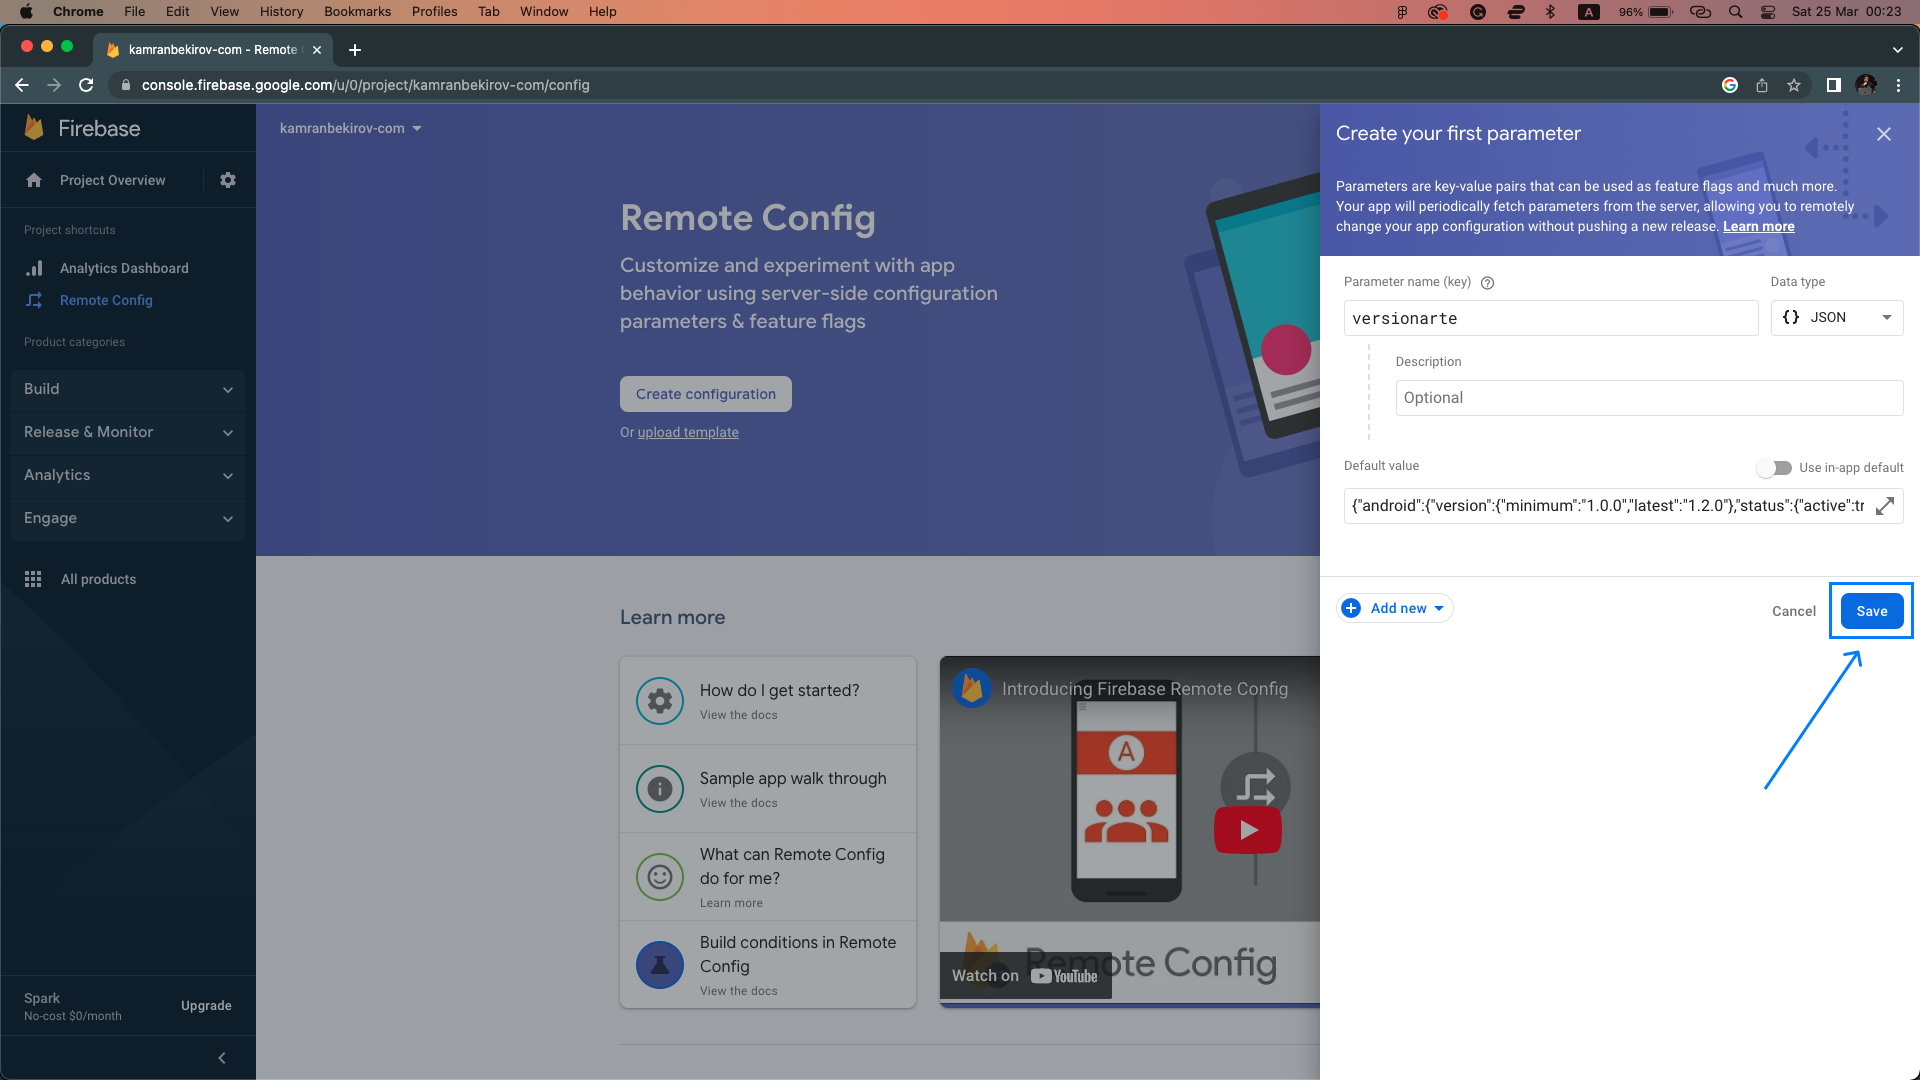 Chrome File Edit View History Bookmarks Profiles Tab Window Help
A 96% Sat 25 Mar 00:23
kamranbekirov-com - Remote
console.firebase.google.com/u/0/project/kamranbekirov-com/config
Firebase
Project Overview
Project shortcuts
Analytics Dashboard
Remote Config
Product categories
Build
Release & Monitor
Analytics
Engage
All products
Spark
No-cost $0/month
Upgrade
kamranbekirov-com
Remote Config
Customize and experiment with app
behavior using server-side configuration
parameters & feature flags
Create configuration
Or upload template
Learn more
How do I get started?
View the docs
Sample app walk through
View the docs
What can Remote Config
do for me?
Learn more
Build conditions in Remote
Config
View the docs
Introducing Firebase Remote Config
A
Remote Config
Watch on YouTube
Create your first parameter
Parameters are key-value pairs that can be used as feature flags and much more.
Your app will periodically fetch parameters from the server, allowing you to remotely
change your app configuration without pushing a new release. Learn more
Parameter name (key)
Data type
versionarte
{} JSON
Description
Optional
Default value
Use in-app default
{"android":{"version":{"minimum":"1.0.0","latest":"1.2.0"},"status":{"active":tr
Add new
Cancel
Save